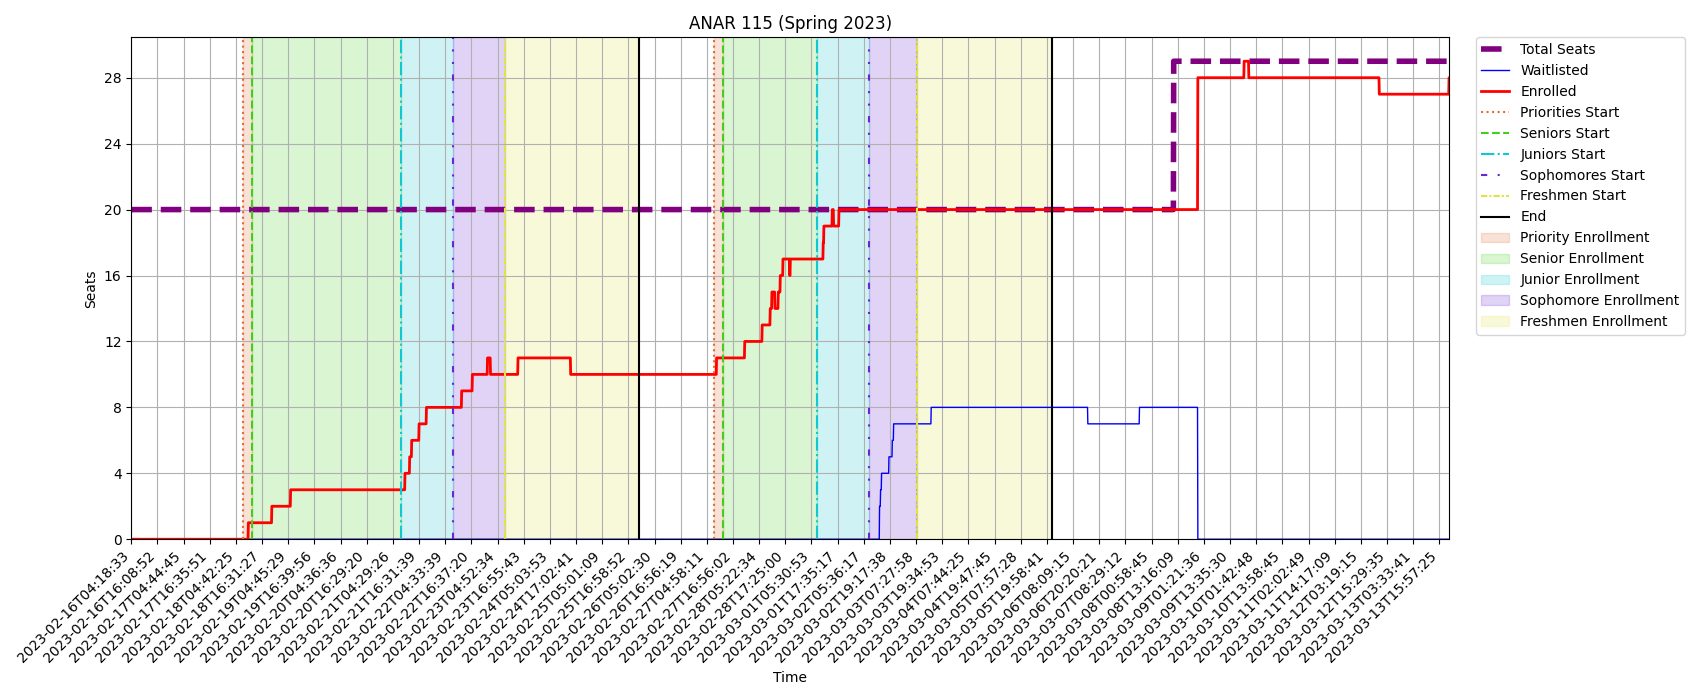 ANAR 115 (Spring 2023)
Seats
28
24
20
16
12
8
4
0
2023-02-16T04:18:33
2023-02-16T16:08:52
2023-02-17T04:44:45
2023-02-17T16:35:51
2023-02-18T04:42:25
2023-02-18T16:31:27
2023-02-19T04:45:29
2023-02-19T16:39:56
2023-02-20T04:36:36
2023-02-20T16:29:20
2023-02-21T04:29:26
2023-02-21T16:31:39
2023-02-22T04:33:39
2023-02-22T16:37:20
2023-02-23T04:52:34
2023-02-23T16:55:43
2023-02-24T05:03:53
2023-02-24T17:02:41
2023-02-25T05:01:09
2023-02-25T16:58:52
2023-02-26T05:02:30
2023-02-26T16:56:19
2023-02-27T04:58:11
2023-02-27T16:56:02
2023-02-28T05:22:34
2023-02-28T17:25:00
2023-03-01T05:30:53
2023-03-01T17:35:17
2023-03-02T05:36:17
2023-03-02T19:17:38
2023-03-03T07:27:58
2023-03-03T19:34:53
2023-03-04T07:44:25
2023-03-04T19:47:45
2023-03-05T07:57:28
2023-03-05T19:58:41
2023-03-06T08:09:15
2023-03-06T20:20:21
2023-03-07T08:29:12
2023-03-08T00:58:45
2023-03-08T13:16:09
2023-03-09T01:21:36
2023-03-09T13:35:30
2023-03-10T01:42:48
2023-03-10T13:58:45
2023-03-11T02:02:49
2023-03-11T14:17:09
2023-03-12T03:19:15
2023-03-12T15:29:35
2023-03-13T03:33:41
2023-03-13T15:57:25
Time
Total Seats
Waitlisted
Enrolled
Priorities Start
Seniors Start
Juniors Start
Sophomores Start
Freshmen Start
End
Priority Enrollment
Senior Enrollment
Junior Enrollment
Sophomore Enrollment
Freshmen Enrollment